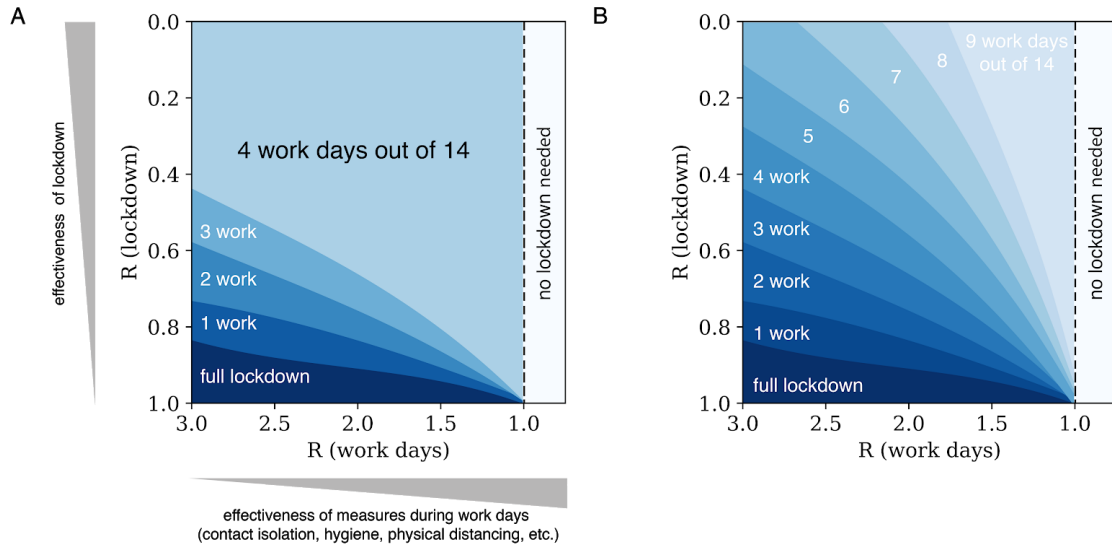 A
effectiveness of lockdown
R (lockdown)
0.0
0.2
0.4
0.6
0.8
1.0
4 work days out of 14
3 work
2 work
1 work
full lockdown
no lockdown needed
3.0 2.5 2.0 1.5 1.0
R (work days)
effectiveness of measures during work days
(contact isolation, hygiene, physical distancing, etc.)
B
R (lockdown)
0.0
0.2
0.4
0.6
0.8
1.0
9 work days
out of 14
8
7
6
5
4 work
3 work
2 work
1 work
full lockdown
no lockdown needed
3.0 2.5 2.0 1.5 1.0
R (work days)